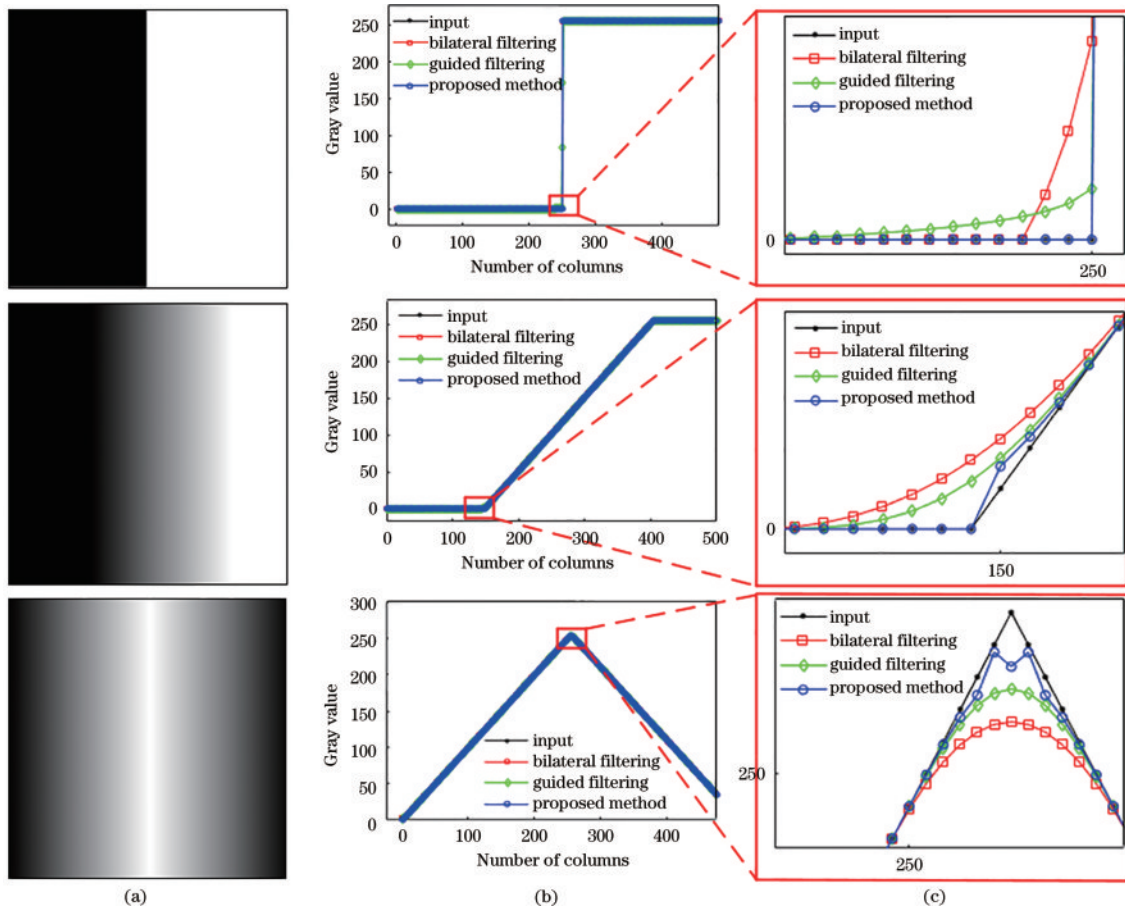 input
bilateral filtering
guided filtering
proposed method
250
200
150
100
50
0
Gray value
0 100 200 300 400
Number of columns
input
bilateral filtering
guided filtering
proposed method
0
250
input
bilateral filtering
guided filtering
proposed method
250
200
150
100
50
0
Gray value
0 100 200 300 400 500
Number of columns
input
bilateral filtering
guided filtering
proposed method
0
150
300
250
200
150
100
50
0
Gray value
input
bilateral filtering
guided filtering
proposed method
0 100 200 300 400
Number of columns
input
bilateral filtering
guided filtering
proposed method
250
250
(a) (b) (c)